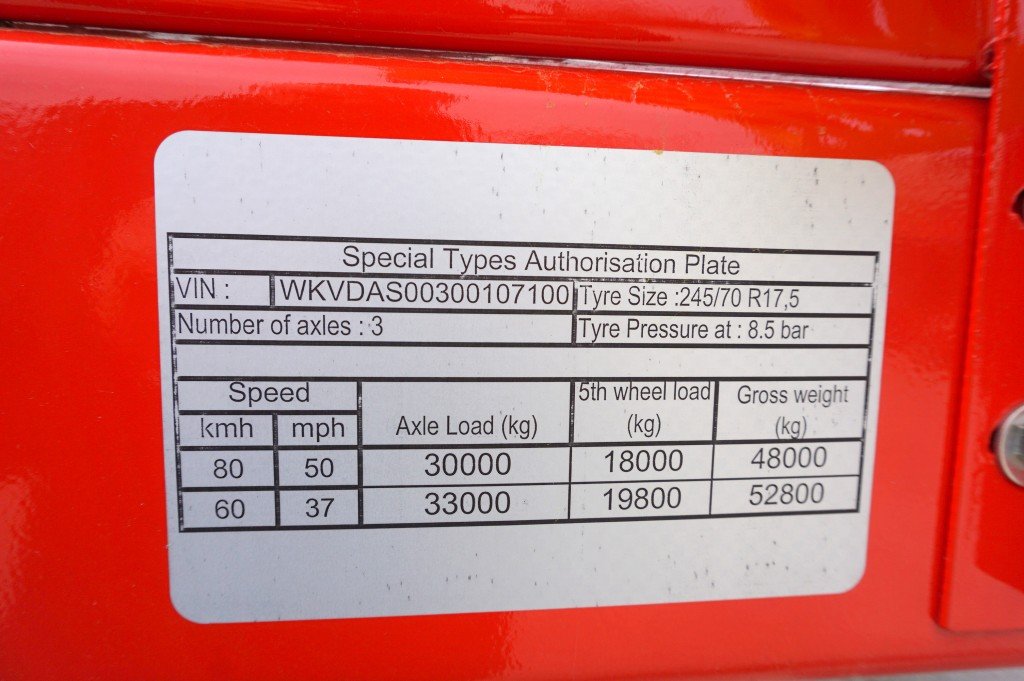 Special Types Authorisation Plate
VIN : WKVDAS00300107100 Tyre Size :245/70 R17,5
Number of axles : 3 Tyre Pressure at : 8.5 bar
Speed Axle Load (kg) 5th wheel load (kg) Gross weight (kg)
kmh mph
80 50 30000 18000 48000
60 37 33000 19800 52800